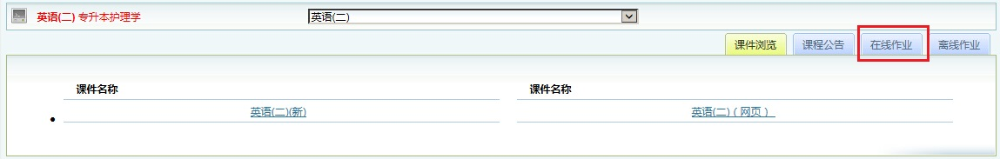 英语(二) 专升本护理学 英语(二)
课件浏览 课程公告 在线作业 离线作业
课件名称 课件名称
英语(二)(新) 英语(二)（网页）